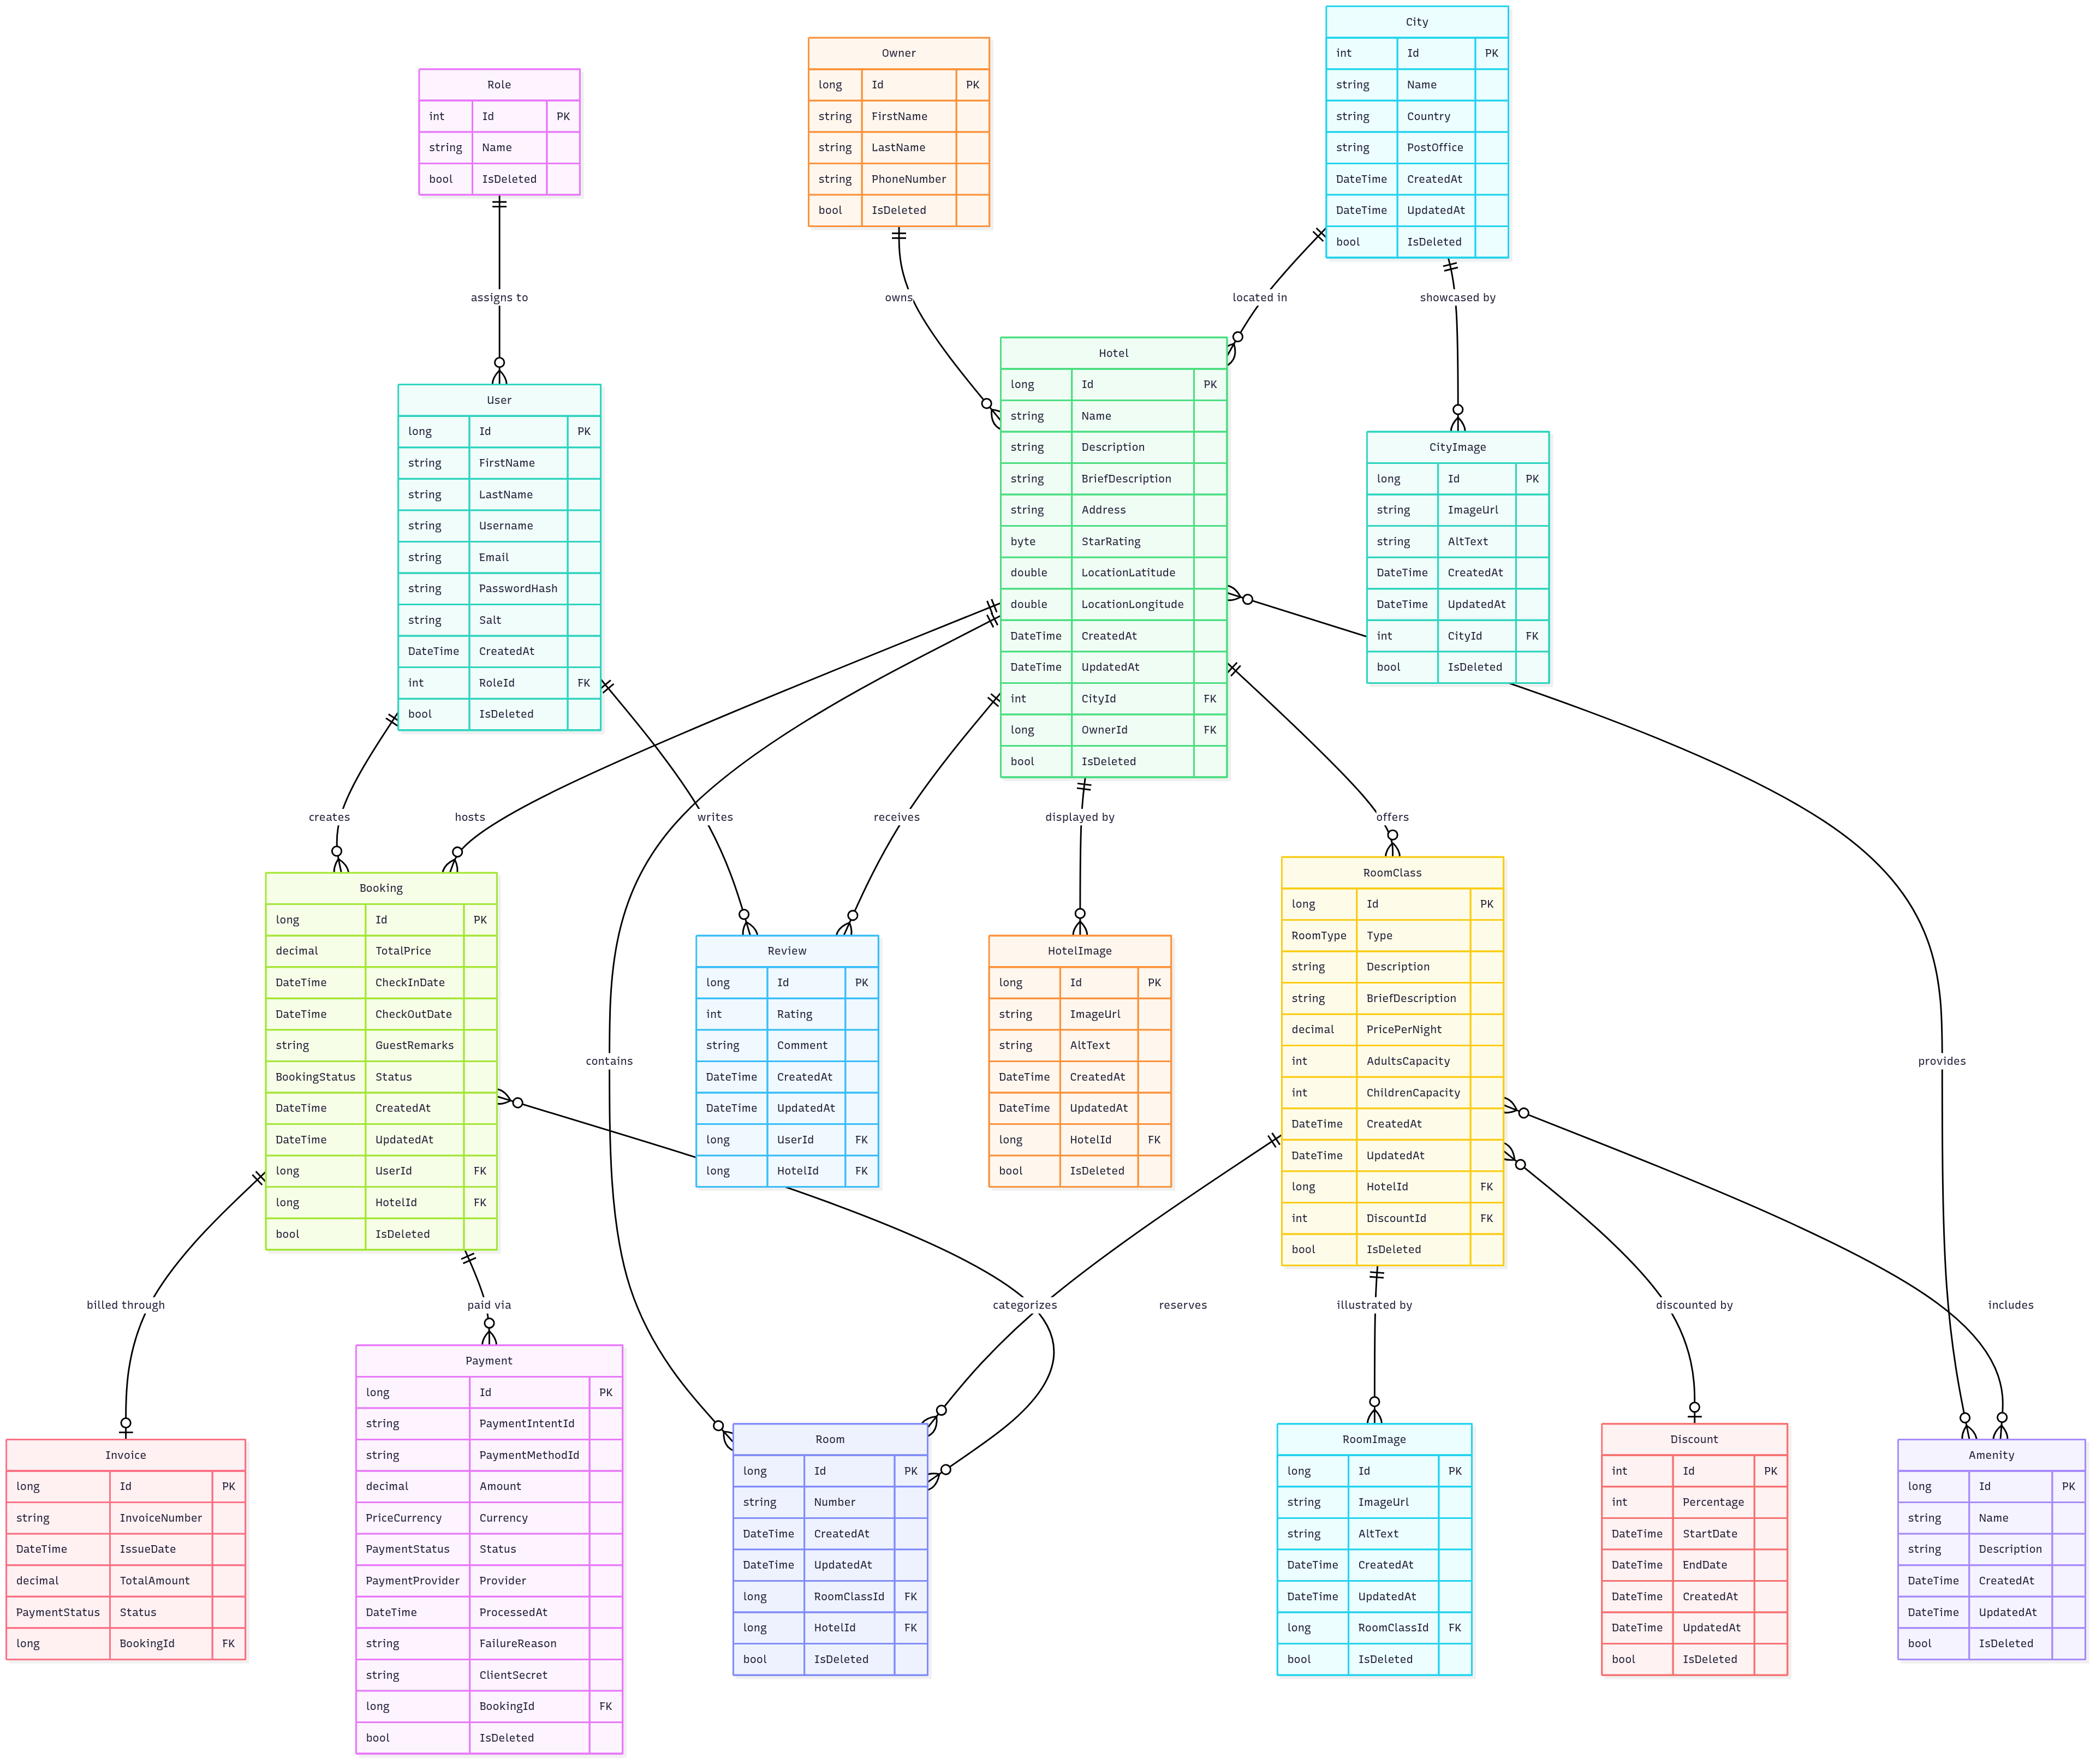 Role
int Id PK
string Name
bool IsDeleted
Owner
long Id PK
string FirstName
string LastName
string PhoneNumber
bool IsDeleted
City
int Id PK
string Name
string Country
string PostOffice
DateTime CreatedAt
DateTime UpdatedAt
bool IsDeleted
assigns to
owns
located in
showcased by
User
long Id PK
string FirstName
string LastName
string Username
string Email
string PasswordHash
string Salt
DateTime CreatedAt
int RoleId FK
bool IsDeleted
Hotel
long Id PK
string Name
string Description
string BriefDescription
string Address
byte StarRating
double LocationLatitude
double LocationLongitude
DateTime CreatedAt
DateTime UpdatedAt
int CityId FK
long OwnerId FK
bool IsDeleted
CityImage
long Id PK
string ImageUrl
string AltText
DateTime CreatedAt
DateTime UpdatedAt
int CityId FK
bool IsDeleted
creates
hosts
writes
receives
displayed by
offers
Booking
long Id PK
decimal TotalPrice
DateTime CheckInDate
DateTime CheckOutDate
string GuestRemarks
BookingStatus Status
DateTime CreatedAt
DateTime UpdatedAt
long UserId FK
long HotelId FK
bool IsDeleted
contains
Review
long Id PK
int Rating
string Comment
DateTime CreatedAt
DateTime UpdatedAt
long UserId FK
long HotelId FK
HotelImage
long Id PK
string ImageUrl
string AltText
DateTime CreatedAt
DateTime UpdatedAt
long HotelId FK
bool IsDeleted
RoomClass
long Id PK
RoomType Type
string Description
string BriefDescription
decimal PricePerNight
int AdultsCapacity
int ChildrenCapacity
DateTime CreatedAt
DateTime UpdatedAt
long HotelId FK
int DiscountId FK
bool IsDeleted
provides
billed through
paid via
categorizes
reserves
illustrated by
discounted by
includes
Invoice
long Id PK
string InvoiceNumber
DateTime IssueDate
decimal TotalAmount
PaymentStatus Status
long BookingId FK
Payment
long Id PK
string PaymentIntentId
string PaymentMethodId
decimal Amount
PriceCurrency Currency
PaymentStatus Status
PaymentProvider Provider
DateTime ProcessedAt
string FailureReason
string ClientSecret
long BookingId FK
bool IsDeleted
Room
long Id PK
string Number
DateTime CreatedAt
DateTime UpdatedAt
long RoomClassId FK
long HotelId FK
bool IsDeleted
RoomImage
long Id PK
string ImageUrl
string AltText
DateTime CreatedAt
DateTime UpdatedAt
long RoomClassId FK
bool IsDeleted
Discount
int Id PK
int Percentage
DateTime StartDate
DateTime EndDate
DateTime CreatedAt
DateTime UpdatedAt
bool IsDeleted
Amenity
long Id PK
string Name
string Description
DateTime CreatedAt
DateTime UpdatedAt
bool IsDeleted